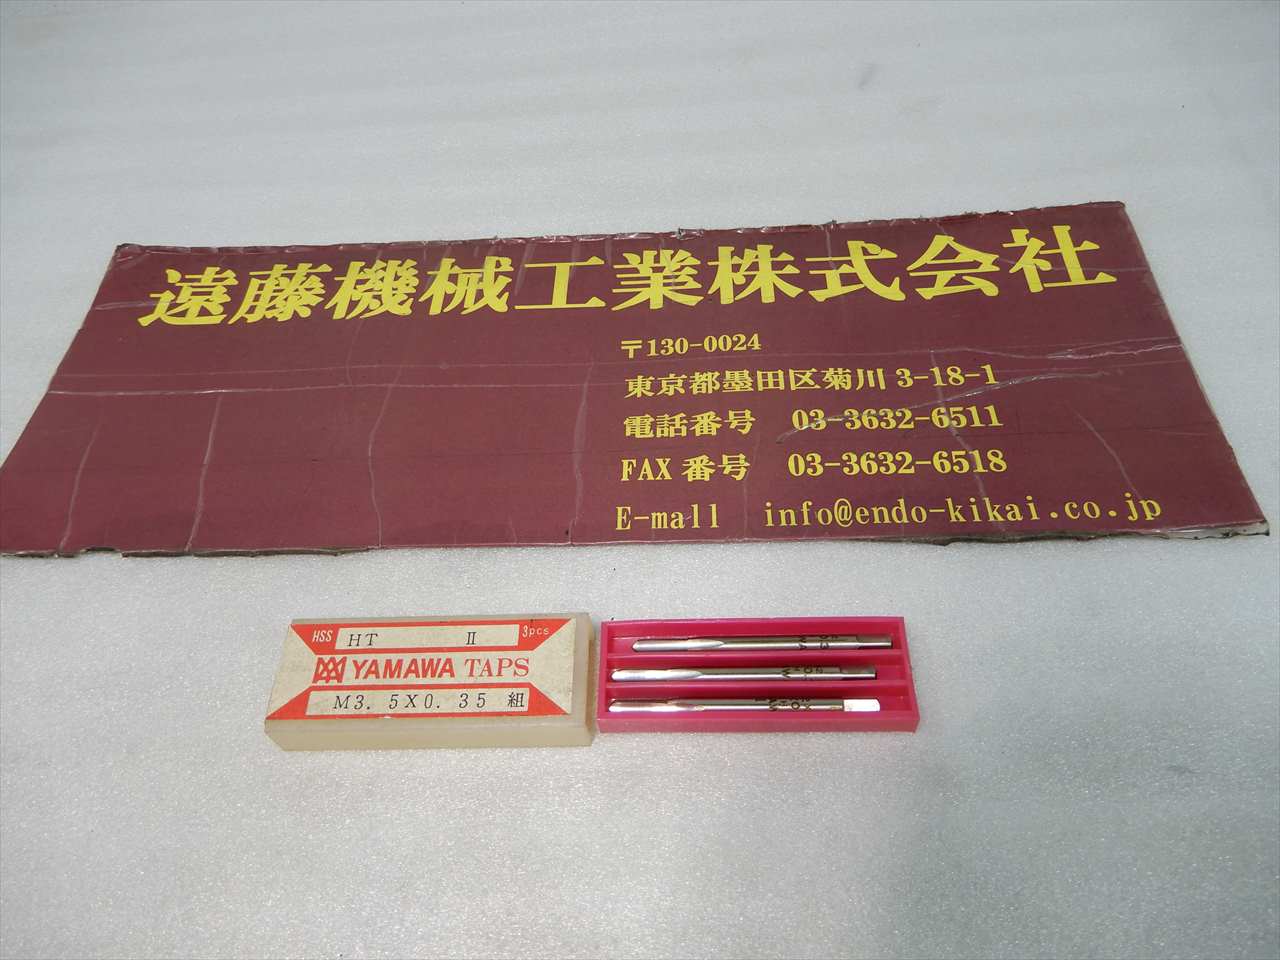 遠藤機械工業株式会社
〒130-0024
東京都墨田区菊川 3-18-1
電話番号 03-3632-6511
FAX 番号 03-3632-6518
E-mall info@endo-kikai.co.jp
HSS HT II 3pcs
YAMAWA TAPS
M3.5X0.35 組